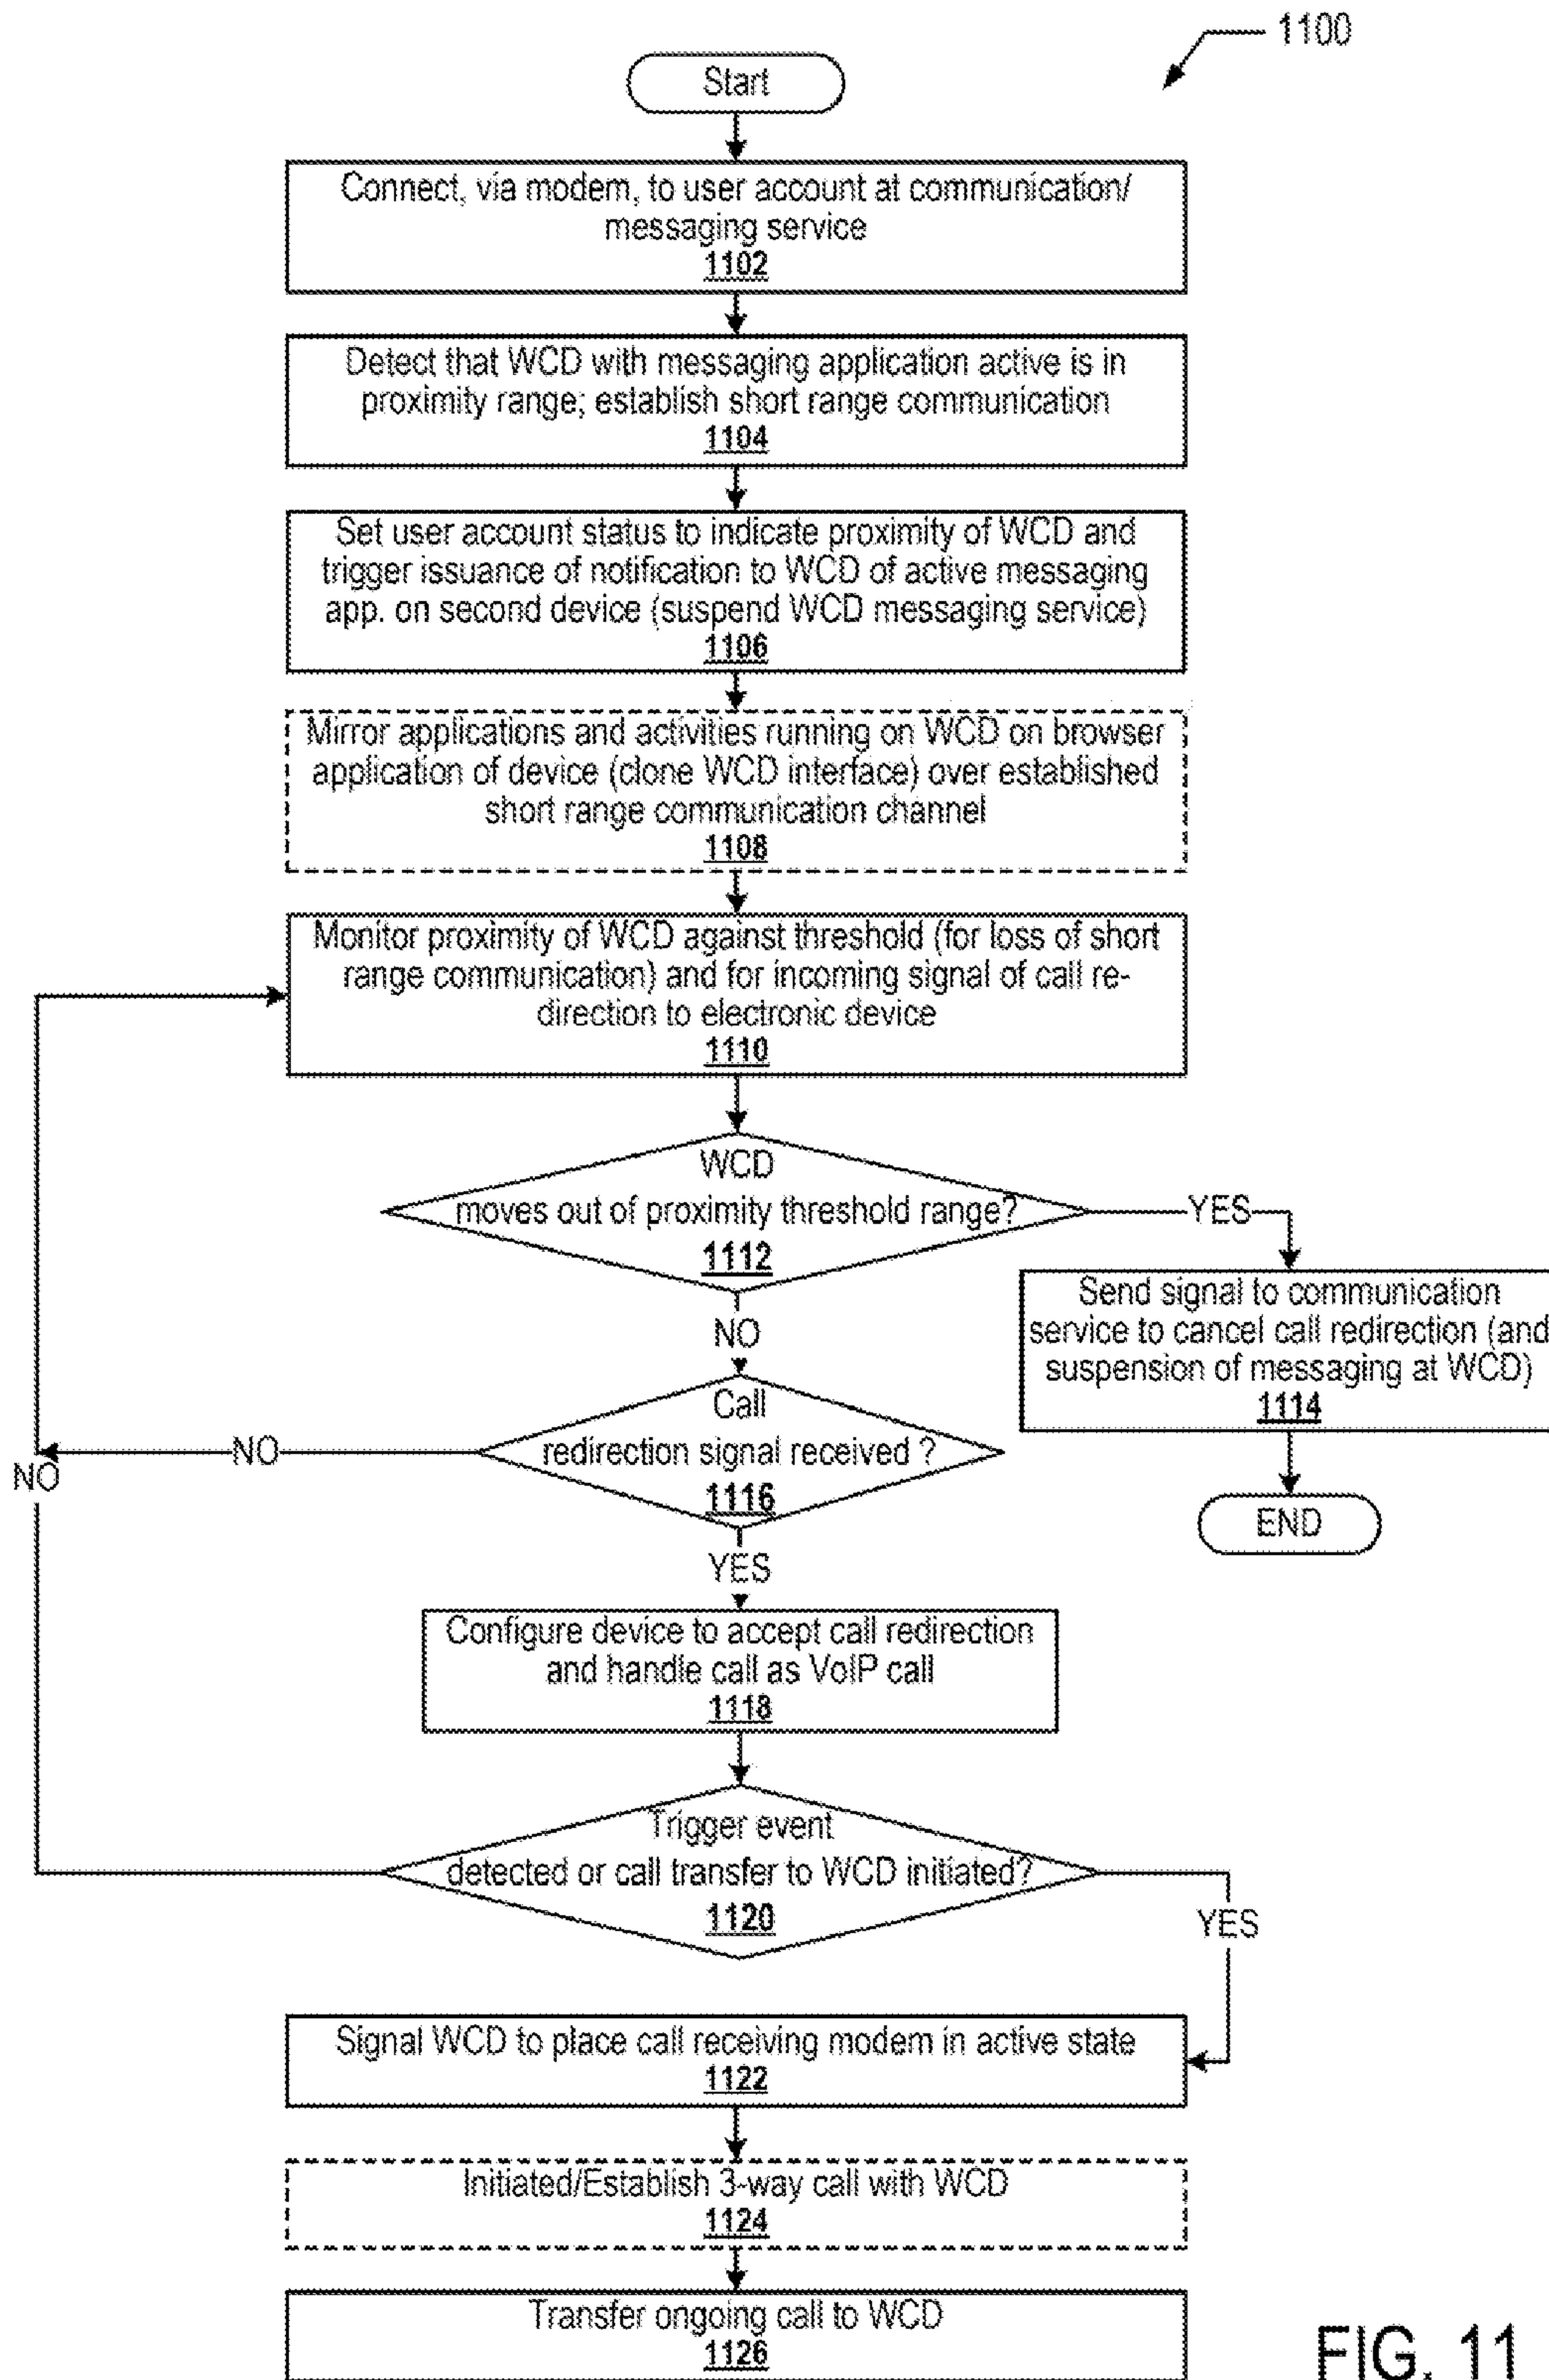 1100
Start
Connect, via modem, to user account at communication/
messaging service
1102
Detect that WCD with messaging application active is in
proximity range; establish short range communication
1104
Set user account status to indicate proximity of WCD and
trigger issuance of notification to WCD of active messaging
app. on second device (suspend WCD messaging service)
1106
Mirror applications and activities running on WCD on browser
application of device (clone WCD interface) over established
short range communication channel
1108
Monitor proximity of WCD against threshold (for loss of short
range communication) and for incoming signal of call re-
direction to electronic device
1110
WCD
moves out of proximity threshold range?
1112
YES
Send signal to communication
service to cancel call redirection (and
suspension of messaging at WCD)
1114
END
NO
Call
redirection signal received ?
1116
NO
NO
YES
Configure device to accept call redirection
and handle call as VoIP call
1118
Trigger event
detected or call transfer to WCD initiated?
1120
YES
Signal WCD to place call receiving modem in active state
1122
Initiated/Establish 3-way call with WCD
1124
Transfer ongoing call to WCD
1126
FIG. 11